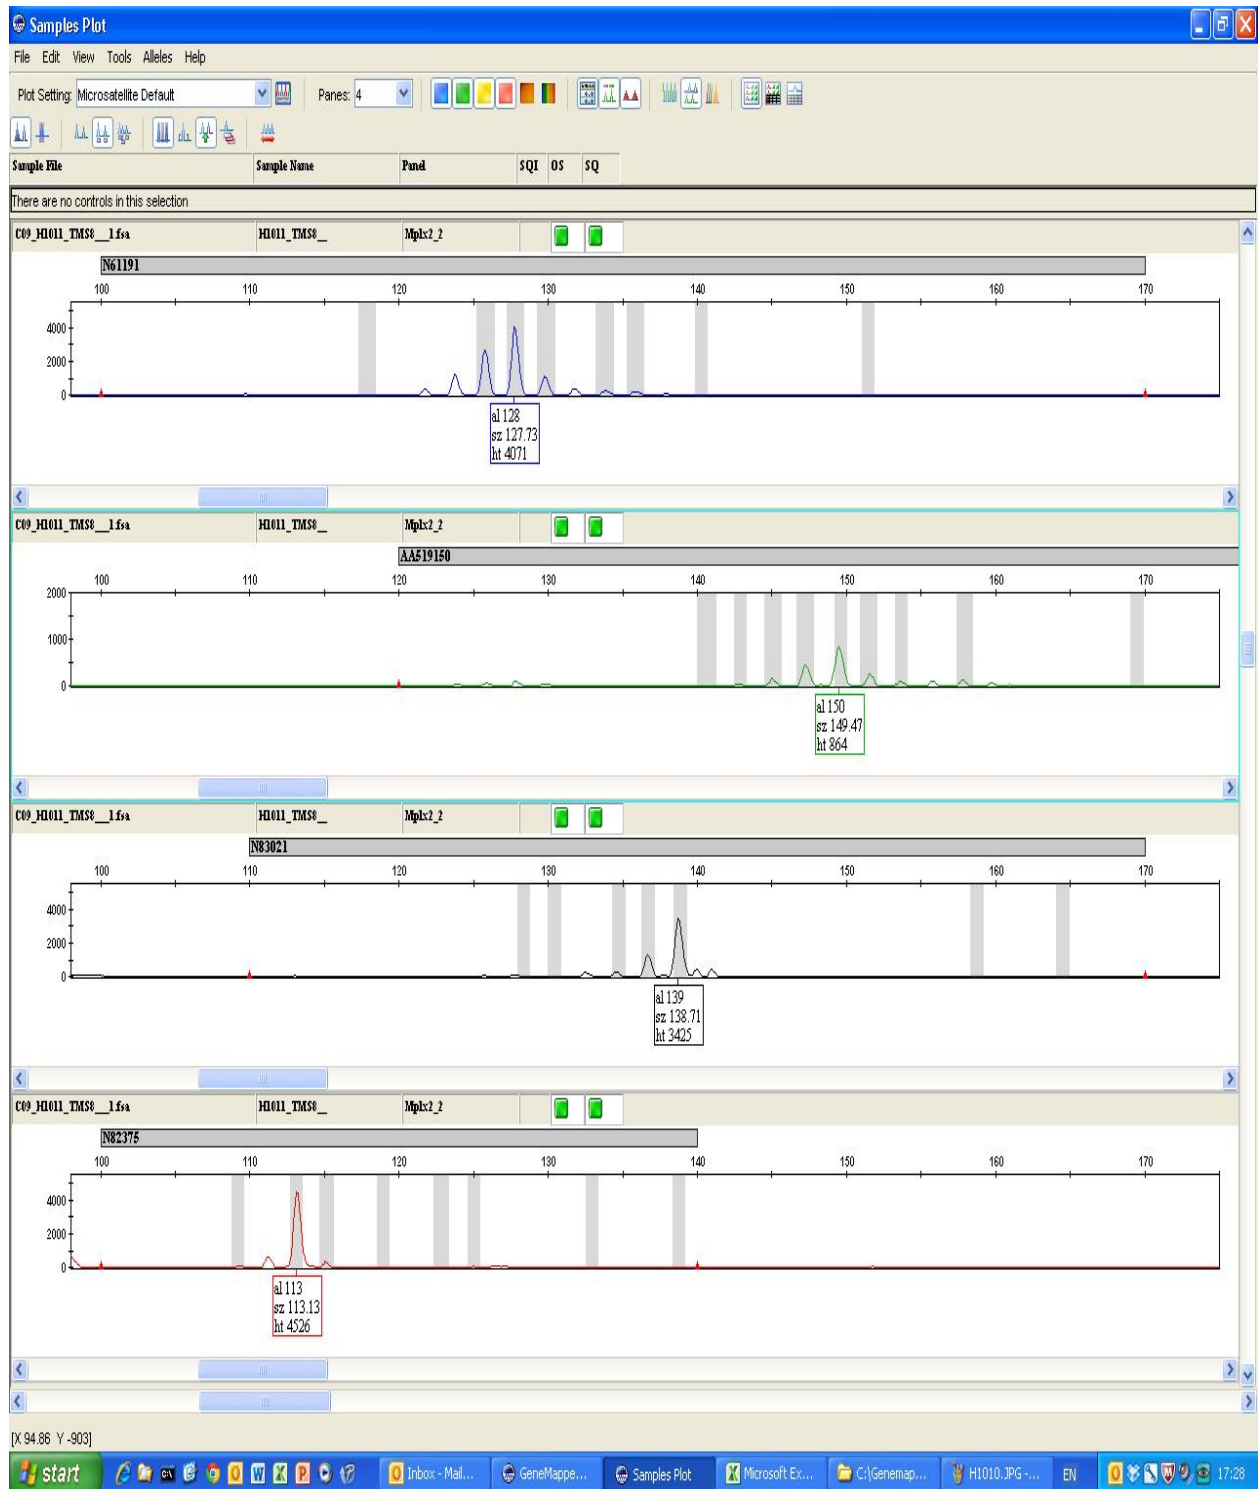 Samples Plot
File Edit View Tools Alleles Help
Plot Setting: Microsatellite Default Panes: 4
Sample File Sample Name Panel SQI OS SQ
There are no controls in this selection
C09_H1011_TMS8__1.fsa H1011_TMS8__ Mplx2_2
N61191
100 110 120 130 140 150 160 170
4000
2000
0
al 128
sz 127.73
ht 4071
C09_H1011_TMS8__1.fsa H1011_TMS8__ Mplx2_2
AA519150
100 110 120 130 140 150 160 170
2000
1000
0
al 150
sz 149.47
ht 864
C09_H1011_TMS8__1.fsa H1011_TMS8__ Mplx2_2
N83021
100 110 120 130 140 150 160 170
4000
2000
0
al 139
sz 138.71
ht 3425
C09_H1011_TMS8__1.fsa H1011_TMS8__ Mplx2_2
N82375
100 110 120 130 140 150 160 170
4000
2000
0
al 113
sz 113.13
ht 4526
[X 94.86 Y -903]
start Inbox - Mail... GeneMappe... Samples Plot Microsoft Ex... C:\Genemap... H1010.JPG -... EN 17:28